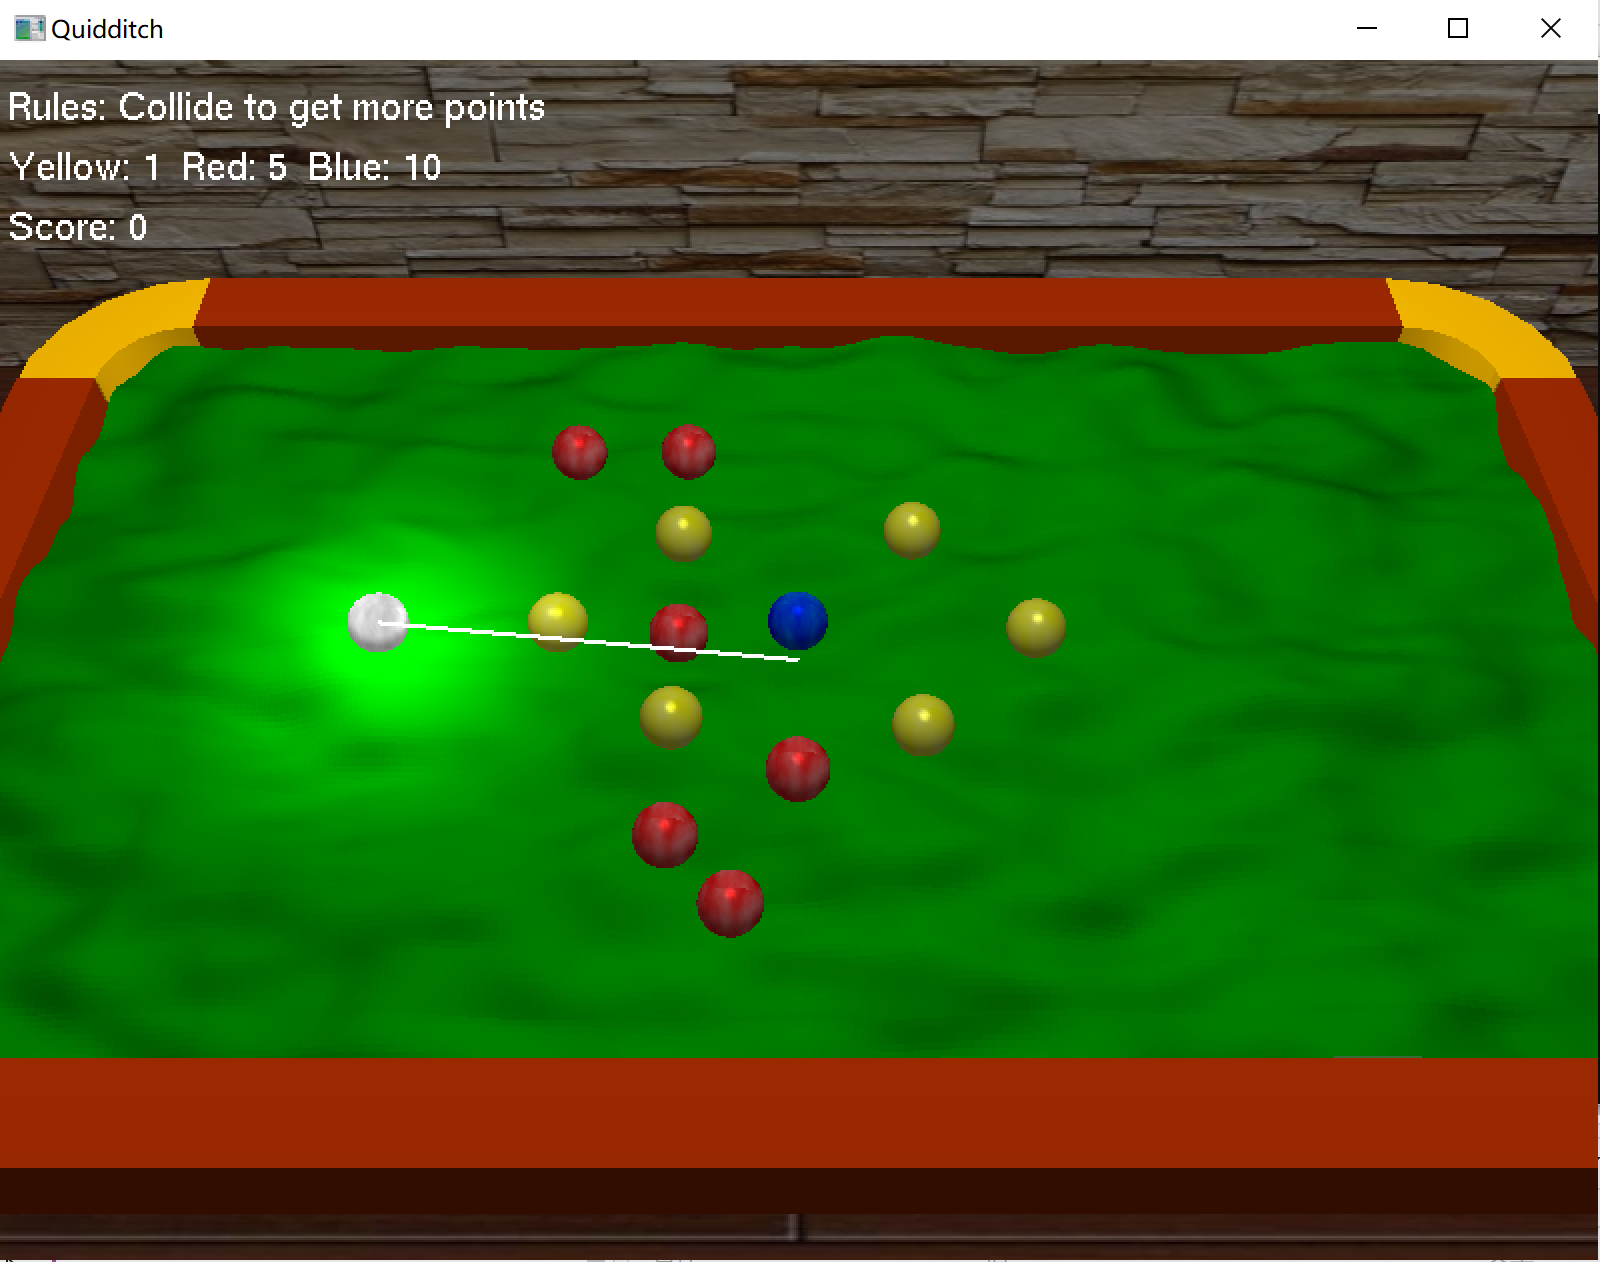 Quidditch
Rules: Collide to get more points
Yellow: 1 Red: 5 Blue: 10
Score: 0